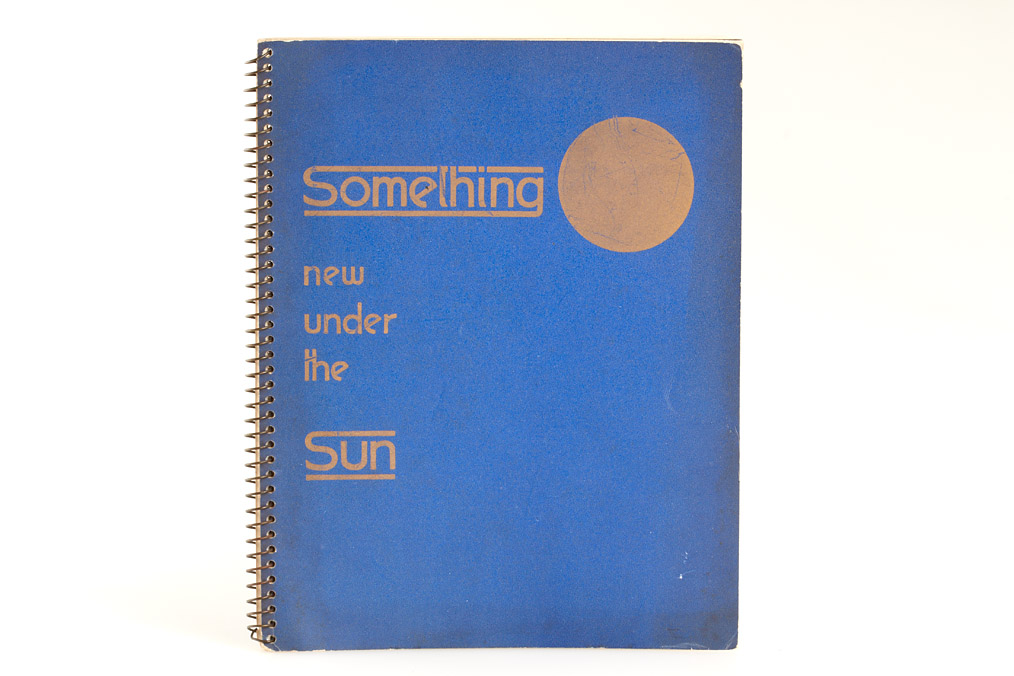 Something
new
under
the
Sun